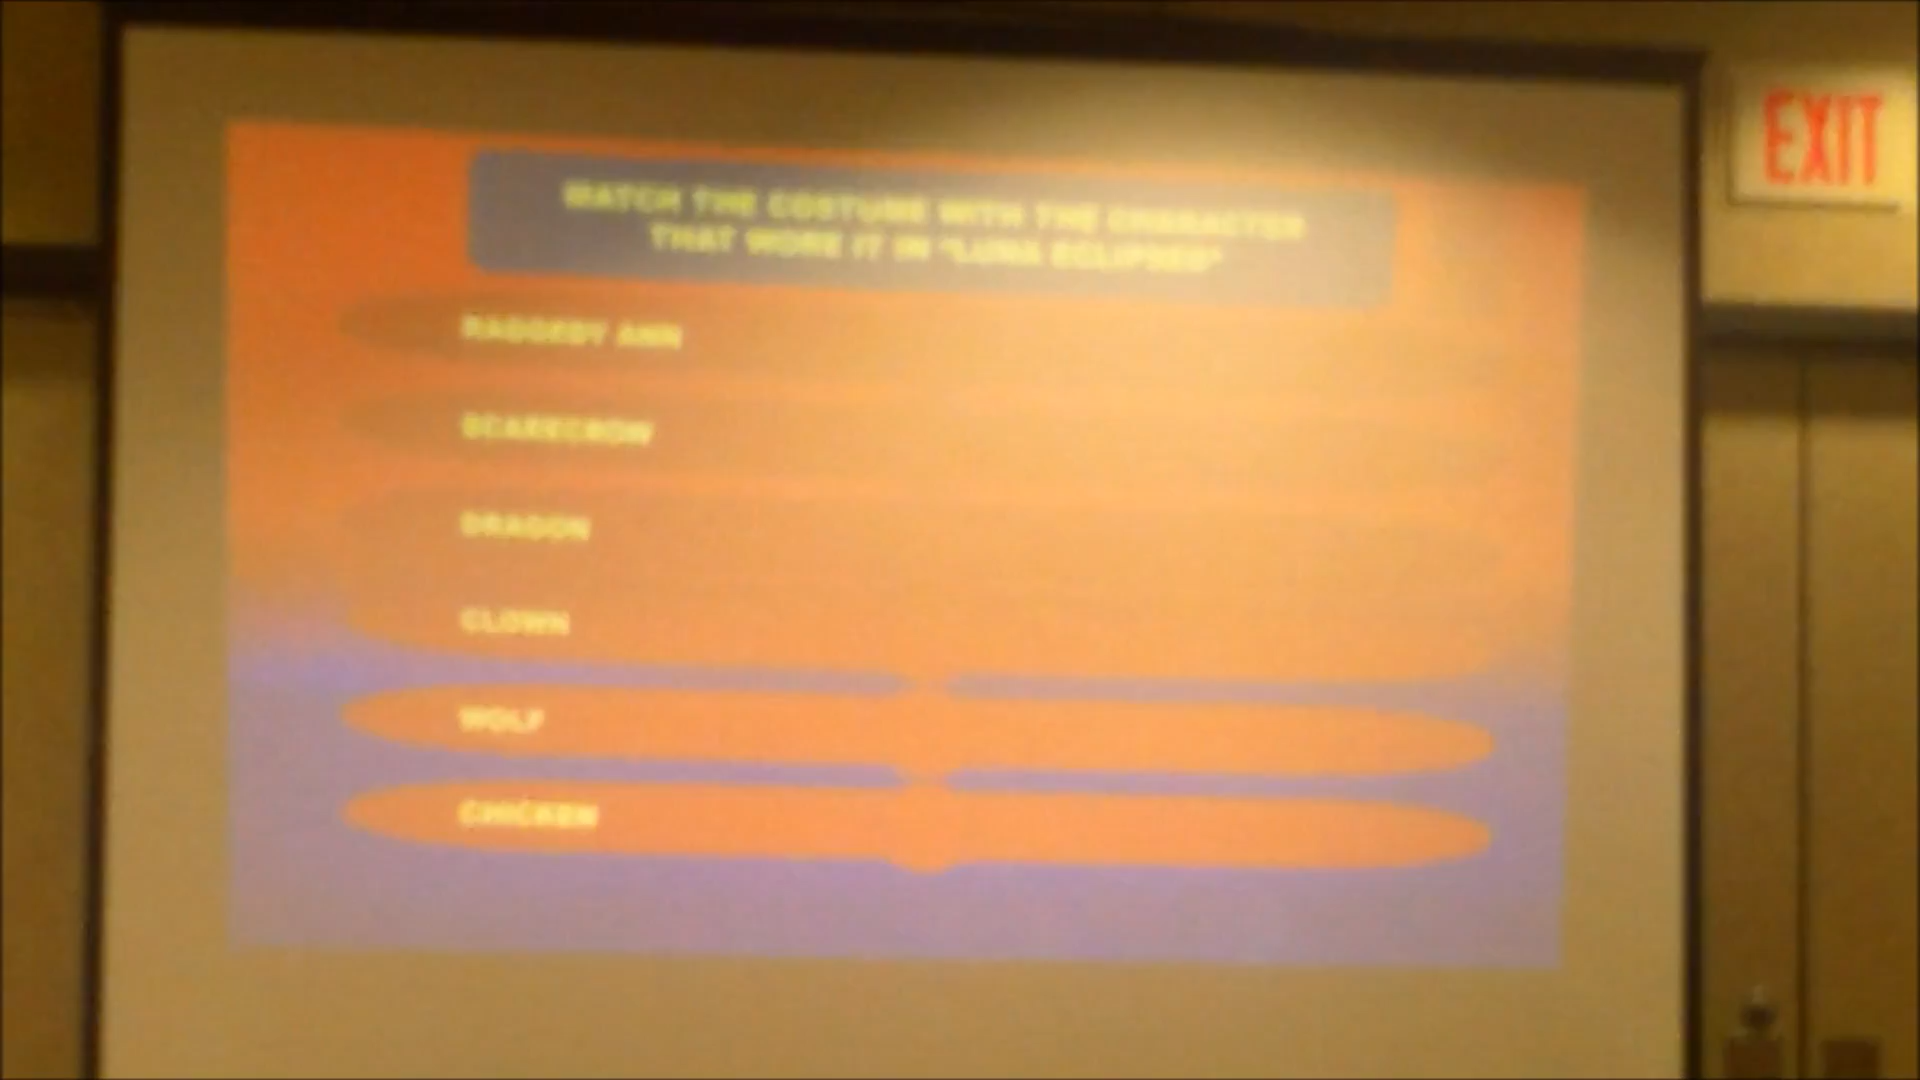 EXIT
MATCH THE COSTUME WITH THE CHARACTER
THAT WORE IT IN "LUNA ECLIPSED"
RAGGEDY ANN
SCARECROW
DRAGON
CLOWN
WOLF
CHICKEN